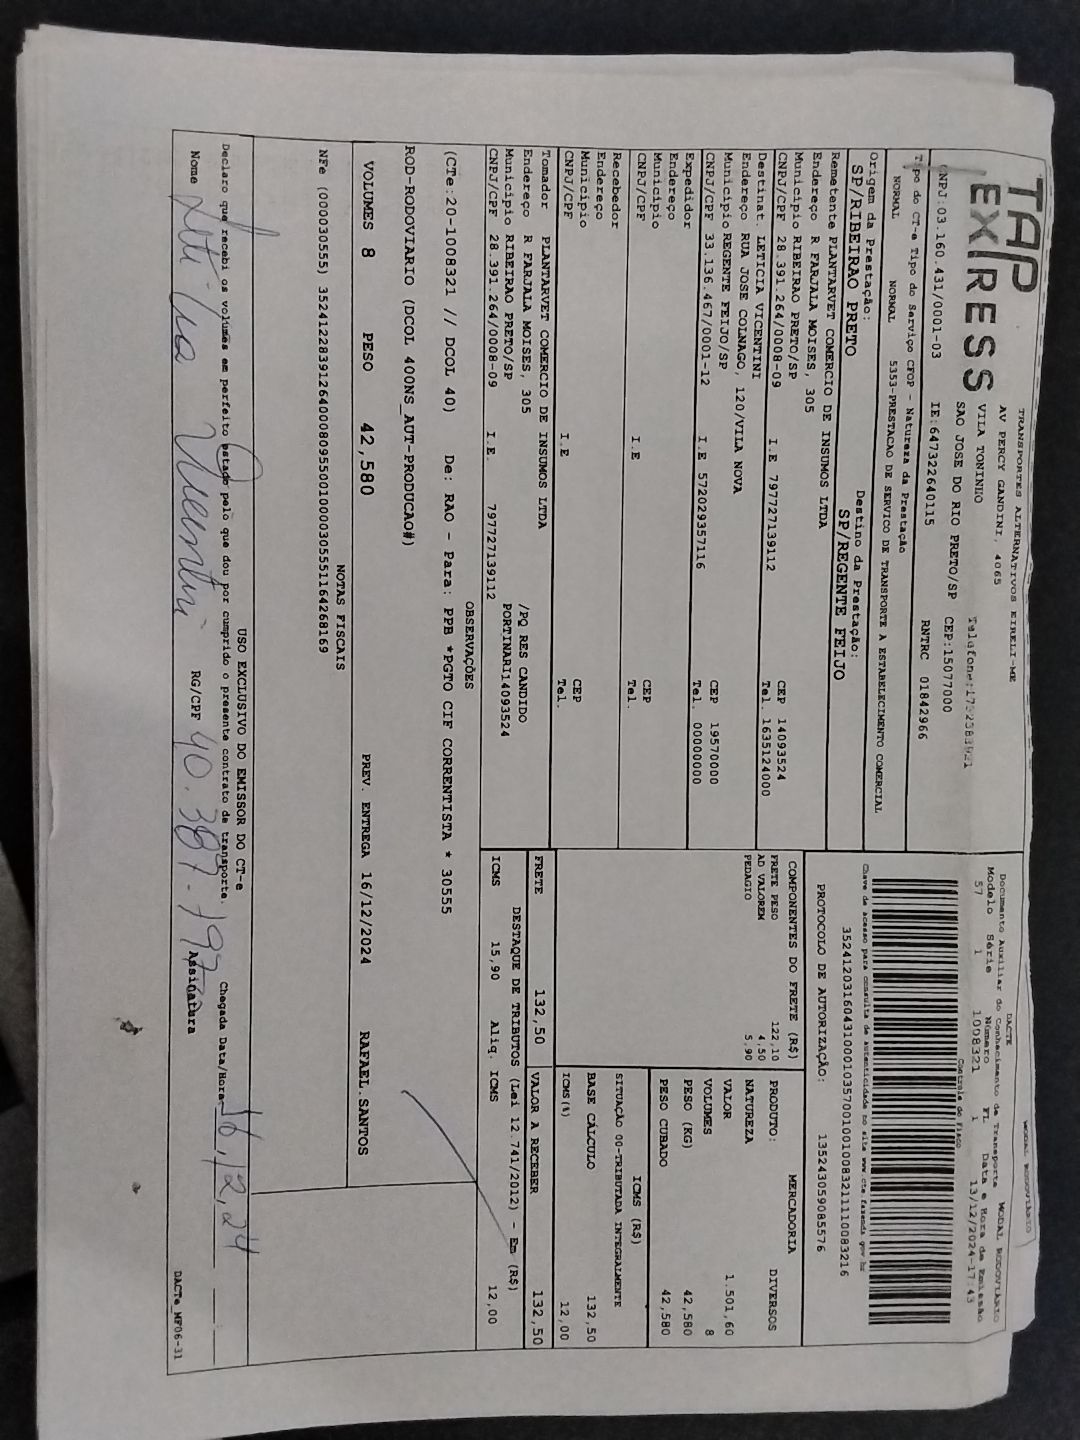 TAP EXPRESS
TRANSPORTES ALTERNATIVOS EIRELI-ME
AV PERCY GANDINI, 4065
VILA TONINHO
SAO JOSE DO RIO PRETO/SP CEP:15077000
CNPJ:03.160.431/0001-03 IE:647322640115 RNTRC 01842966
Tipo do CT-e Tipo do Serviço CFOP - Natureza da Prestação
NORMAL NORMAL 5353-PRESTACAO DE SERVICO DE TRANSPORTE A ESTABELECIMENTO COMERCIAL
Origem da Prestação: Destino da Prestação:
SP/RIBEIRAO PRETO SP/REGENTE FEIJO
Remetente PLANTARVET COMERCIO DE INSUMOS LTDA
Endereço R FARJALA MOISES, 305
Município RIBEIRAO PRETO/SP CEP 14093524
CNPJ/CPF 28.391.264/0008-09 I.E 797727139112 Tel. 1635124000
Destinat. LETICIA VICENTINI
Endereço RUA JOSE COLNAGO, 120/VILA NOVA
Município REGENTE FEIJO/SP CEP 19570000
CNPJ/CPF 33.136.467/0001-12 I.E 572029357116 Tel. 00000000
Expedidor
Endereço
Município CEP
CNPJ/CPF I.E Tel.
Recebedor
Endereço
Município CEP
CNPJ/CPF I.E Tel.
Tomador PLANTARVET COMERCIO DE INSUMOS LTDA
Endereço R FARJALA MOISES, 305 /PQ RES CANDIDO
Município RIBEIRAO PRETO/SP PORTINARI14093524
CNPJ/CPF 28.391.264/0008-09 I.E. 797727139112
DACTE MODAL RODOVIARIO
Documento Auxiliar do Conhecimento de Transporte MODAL RODOVIARIO
Modelo Série Número FL Data e Hora de Emissão
57 1 1008321 1 13/12/2024-17:43
Controle do Fisco
Chave de acesso para consulta de autenticidade no site www.cte.fazenda.gov.br
PROTOCOLO DE AUTORIZAÇÃO: 135243059085576
COMPONENTES DO FRETE (R$)
FRETE PESO 122,10
AD VALOREM 4,50
PEDAGIO 5,90
MERCADORIA
PRODUTO: DIVERSOS
NATUREZA
VALOR 1.501,60
VOLUMES 8
PESO (KG) 42,580
PESO CUBADO 42,580
ICMS (R$)
SITUAÇÃO 00-TRIBUTADA INTEGRALMENTE
BASE CÁLCULO 132,50
ICMS (%) 12,00
FRETE 132,50 VALOR A RECEBER 132,50
DESTAQUE DE TRIBUTOS (Lei 12.741/2012) - Em (R$)
ICMS 15,90 Aliq. ICMS 12,00
OBSERVAÇÕES
(CTe:20-1008321 // DCOL 40) De: RAO - Para: PPB *PGTO CIF CORRENTISTA * 30555
ROD-RODOVIARIO (DCOL 400NS_AUT-PRODUCAO#)
VOLUMES 8 PESO 42,580 PREV. ENTREGA 16/12/2024 RAFAEL.SANTOS
NOTAS FISCAIS
NFe (000030555) 35241228391264000809550010000305551164268169
USO EXCLUSIVO DO EMISSOR DO CT-e
Declaro que recebi os volumes em perfeito estado pelo que dou por cumprido o presente contrato de transporte.
Chegada Data/Hora 16/12/24
Nome RG/CPF 40.387.197 Assinatura
DACTe_MF06-31